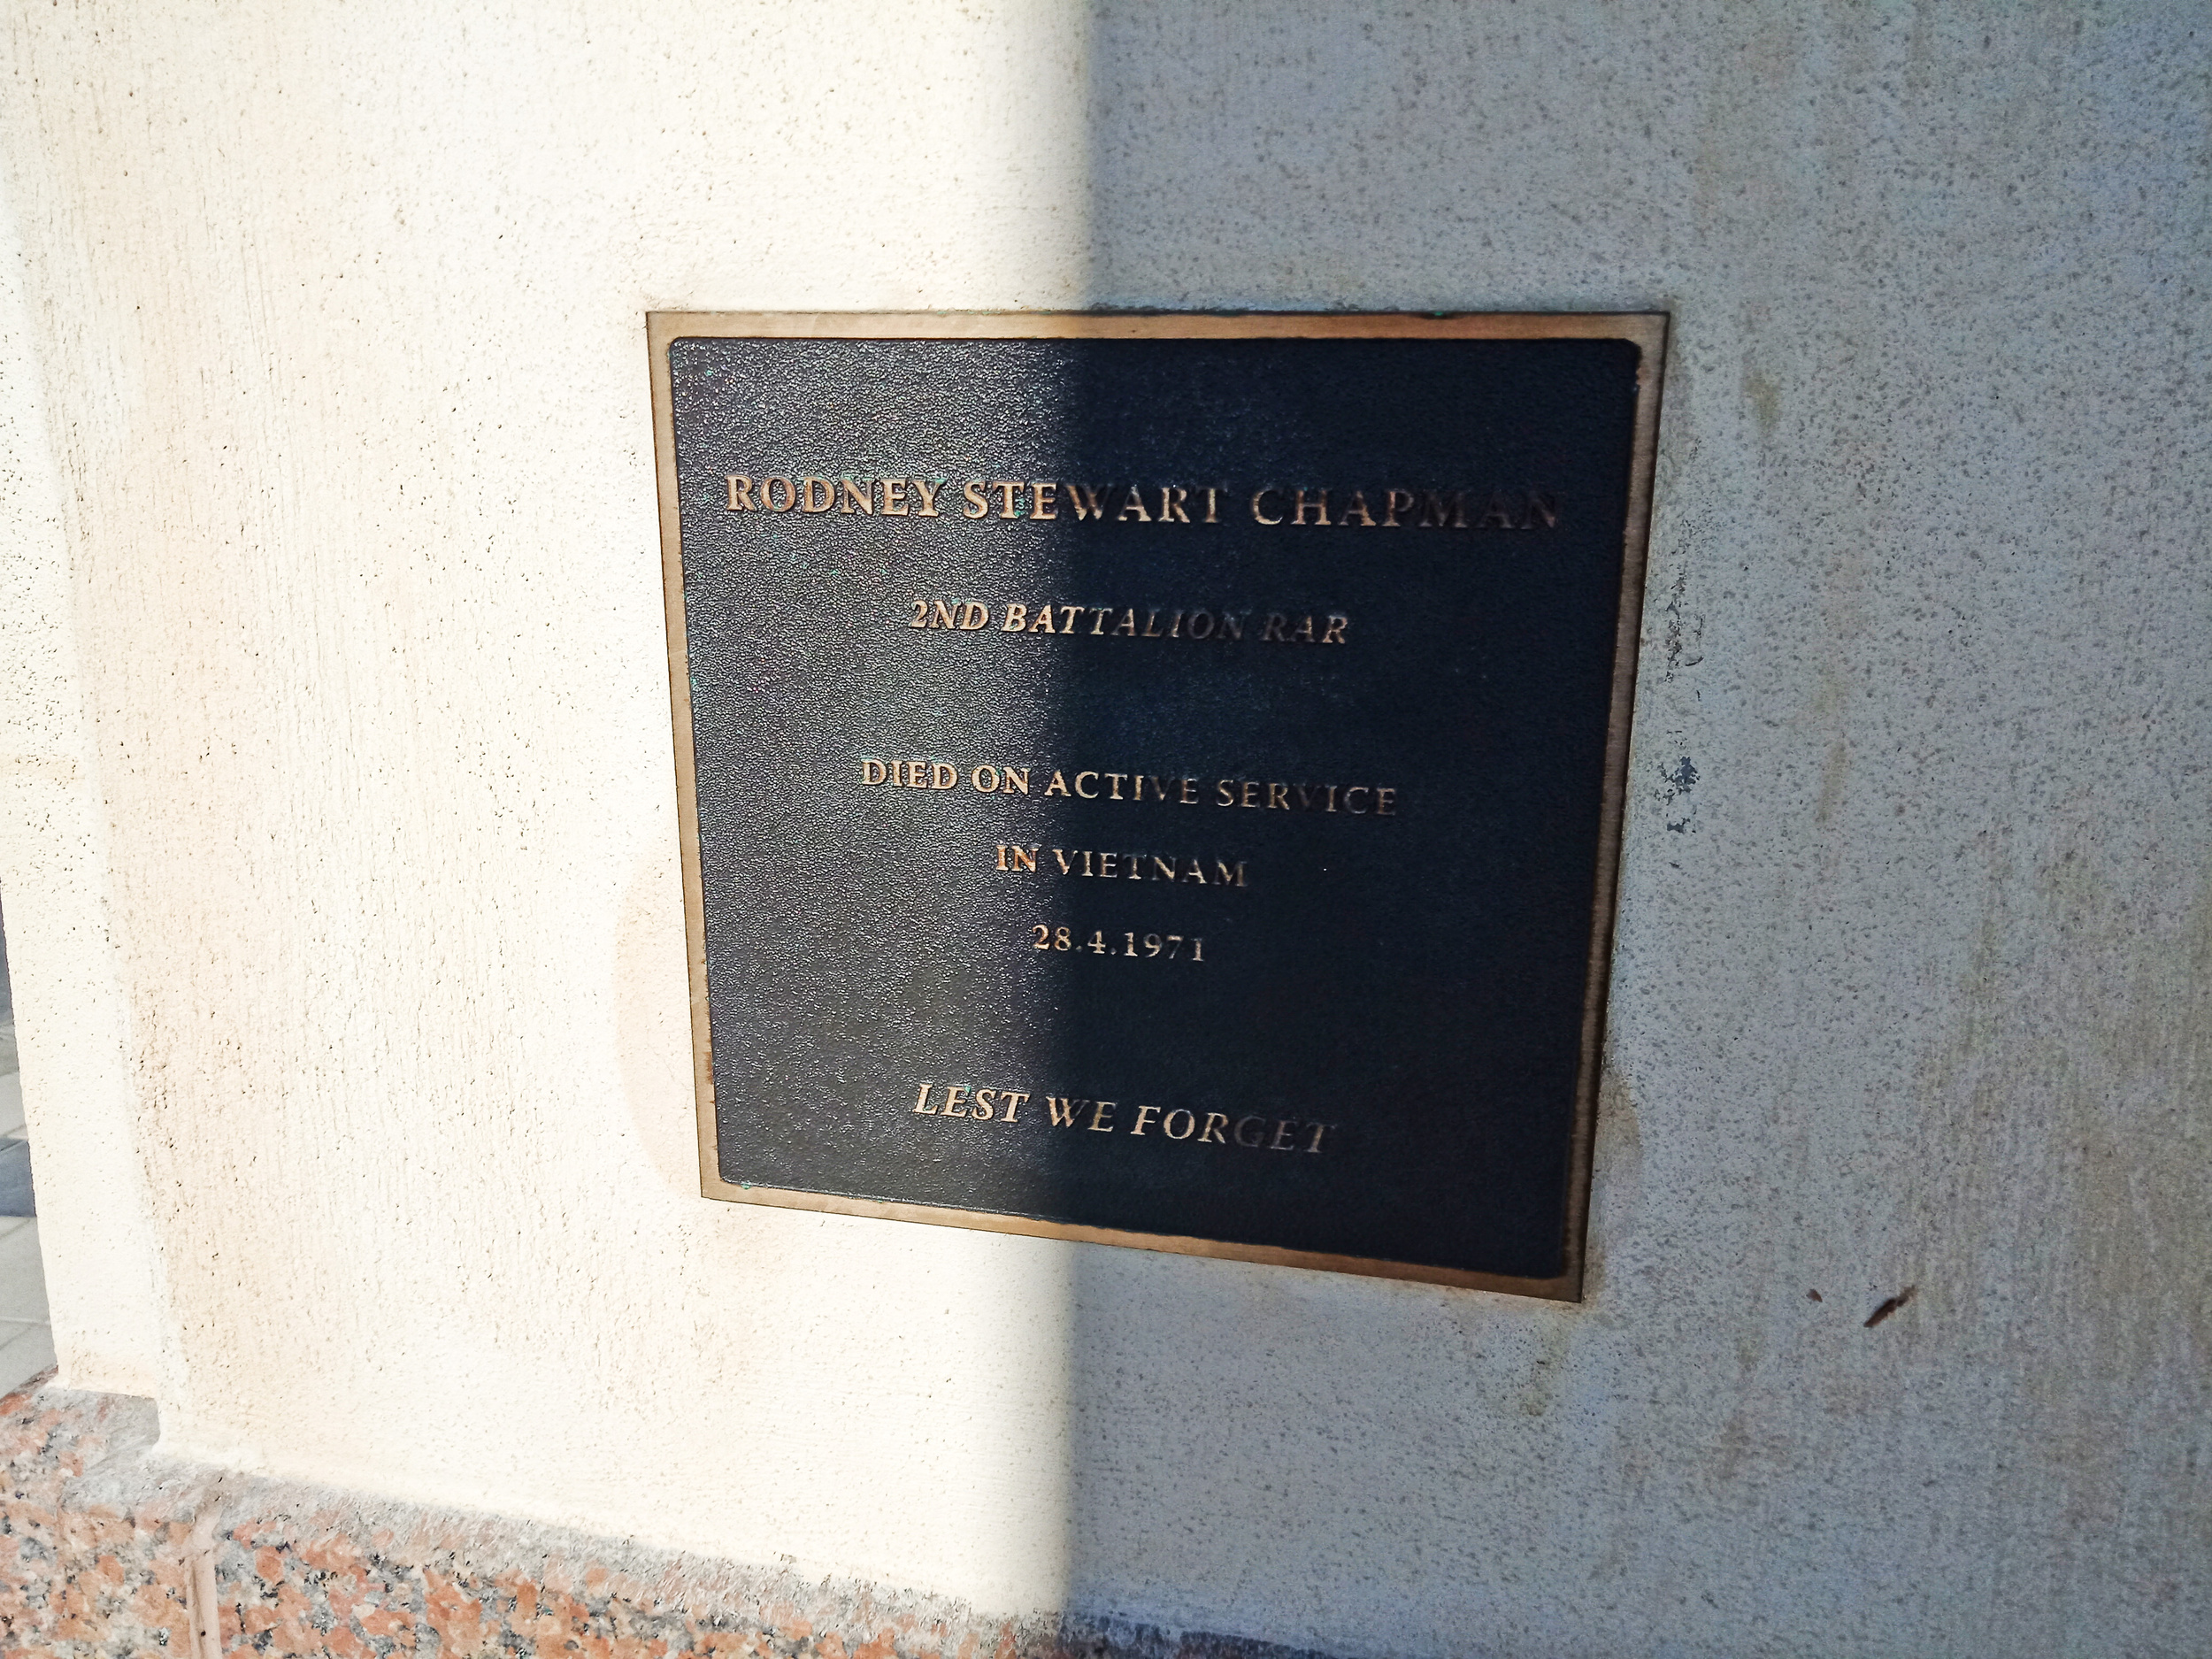 RODNEY STEWART CHAPMAN
2ND BATTALION RAR
DIED ON ACTIVE SERVICE
IN VIETNAM
28.4.1971
LEST WE FORGET